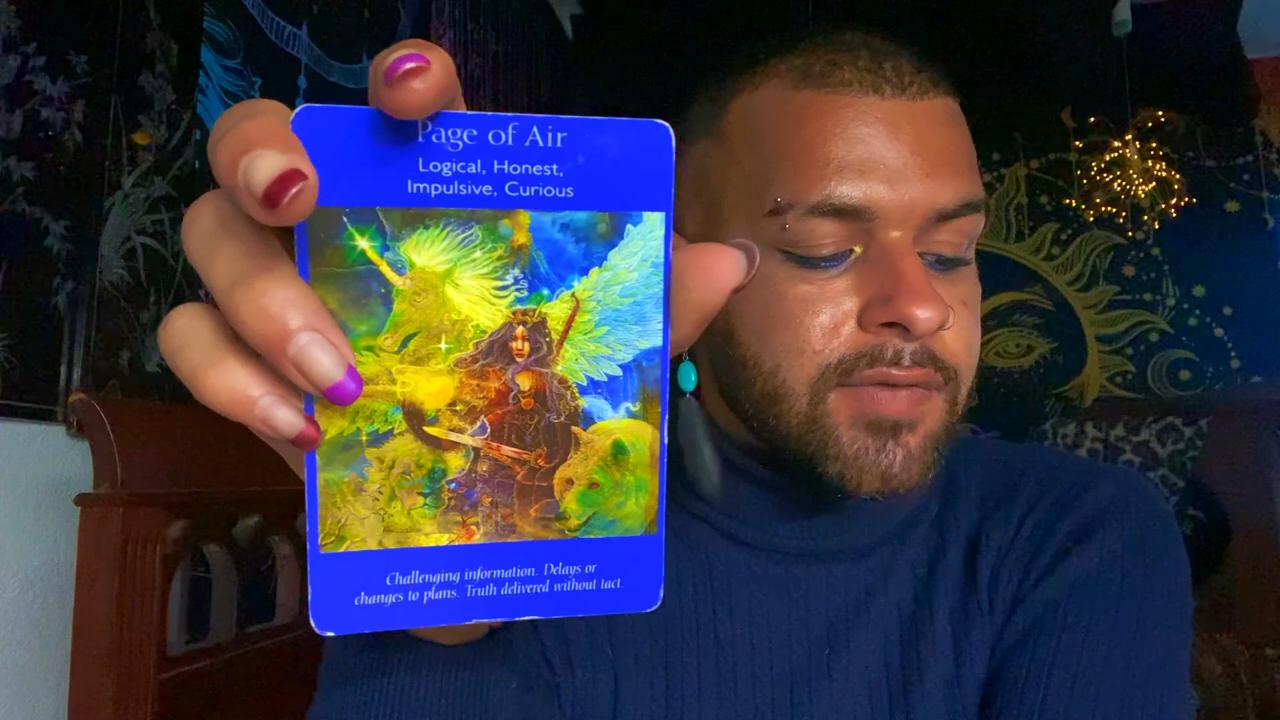 Page of Air
Logical, Honest,
Impulsive, Curious
Challenging information. Delays or
changes to plans. Truth delivered without tact.